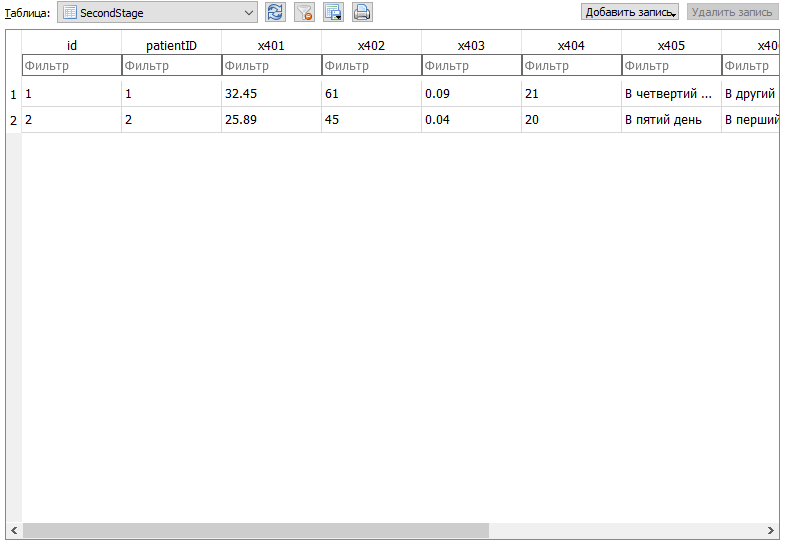 Таблица: SecondStage Добавить запись Удалить запись
id patientID x401 x402 x403 x404 x405 x40
Фильтр Фильтр Фильтр Фильтр Фильтр Фильтр Фильтр Фильтр
1 1 1 32.45 61 0.09 21 В четвертий ... В другий
2 2 2 25.89 45 0.04 20 В пятий день В перший